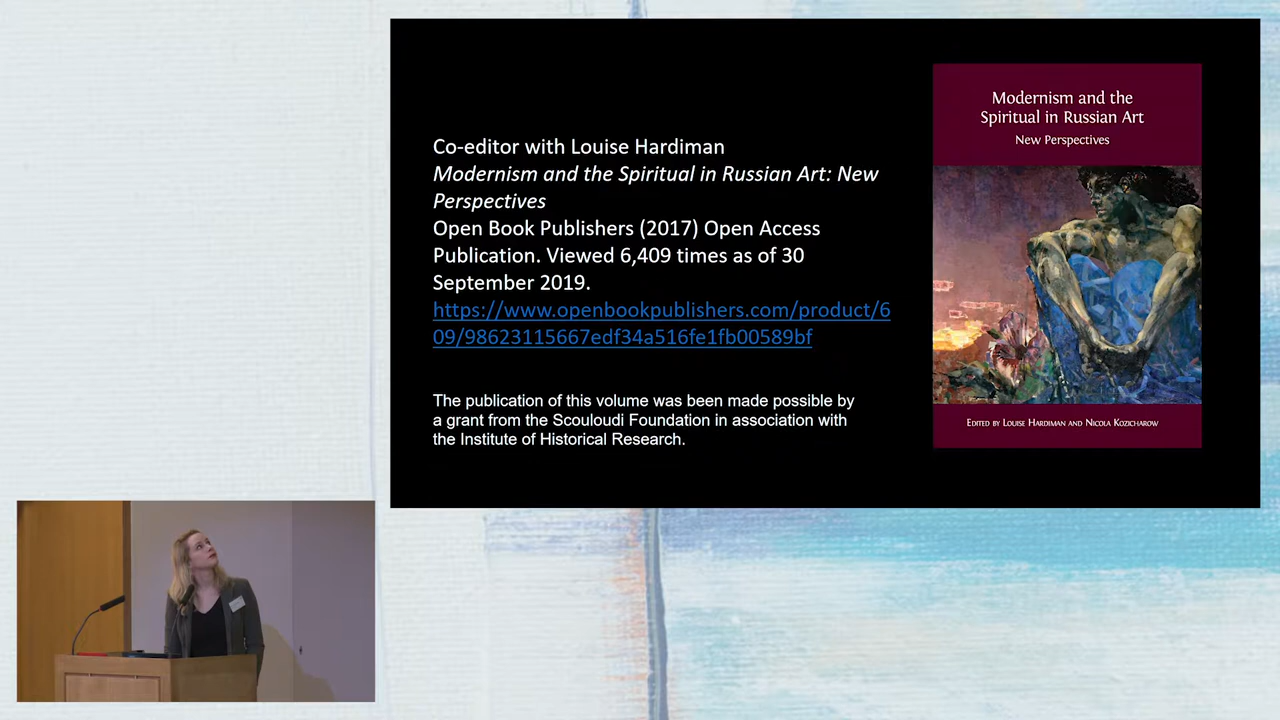 Co-editor with Louise Hardiman
Modernism and the Spiritual in Russian Art: New
Perspectives
Open Book Publishers (2017) Open Access
Publication. Viewed 6,409 times as of 30
September 2019.
https://www.openbookpublishers.com/product/6
09/98623115667edf34a516fe1fb00589bf
The publication of this volume was been made possible by
a grant from the Scouloudi Foundation in association with
the Institute of Historical Research.
Modernism and the
Spiritual in Russian Art
New Perspectives
Edited by Louise Hardiman and Nicola Kozicharow